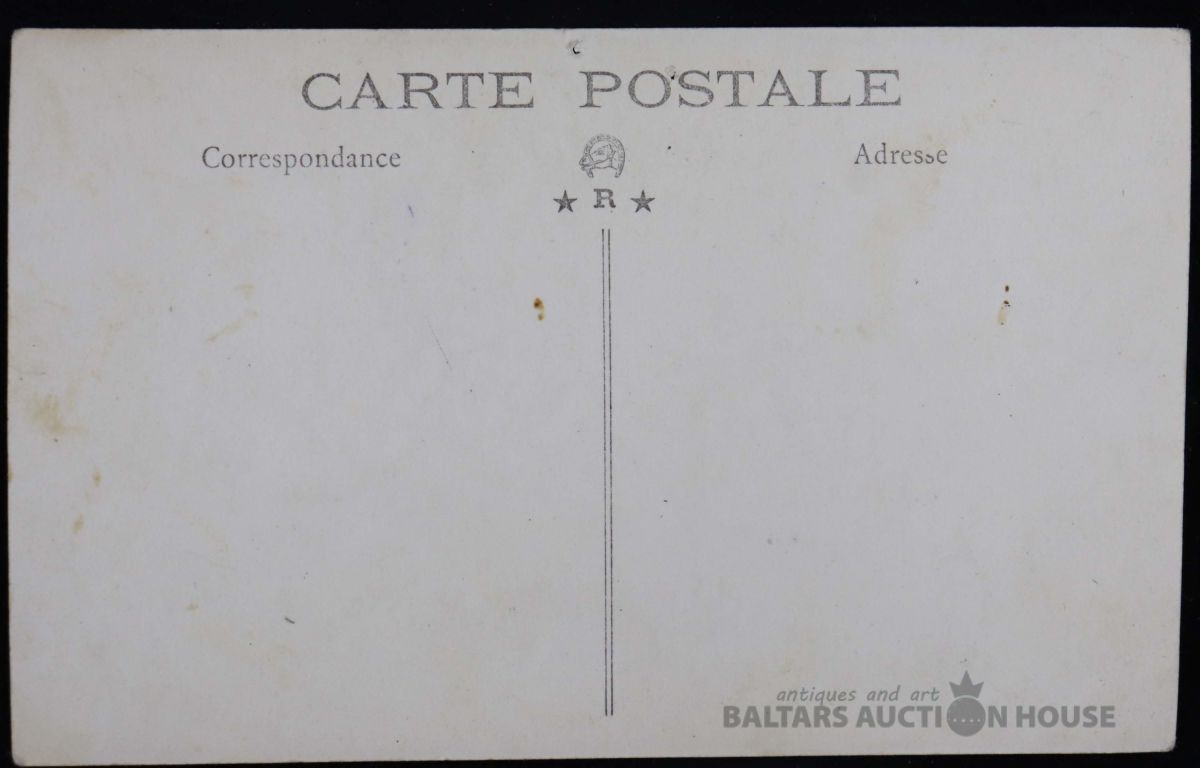 CARTE POSTALE
Correspondance
Adresse
★ R ★
antiques and art
BALTARS AUCTION HOUSE